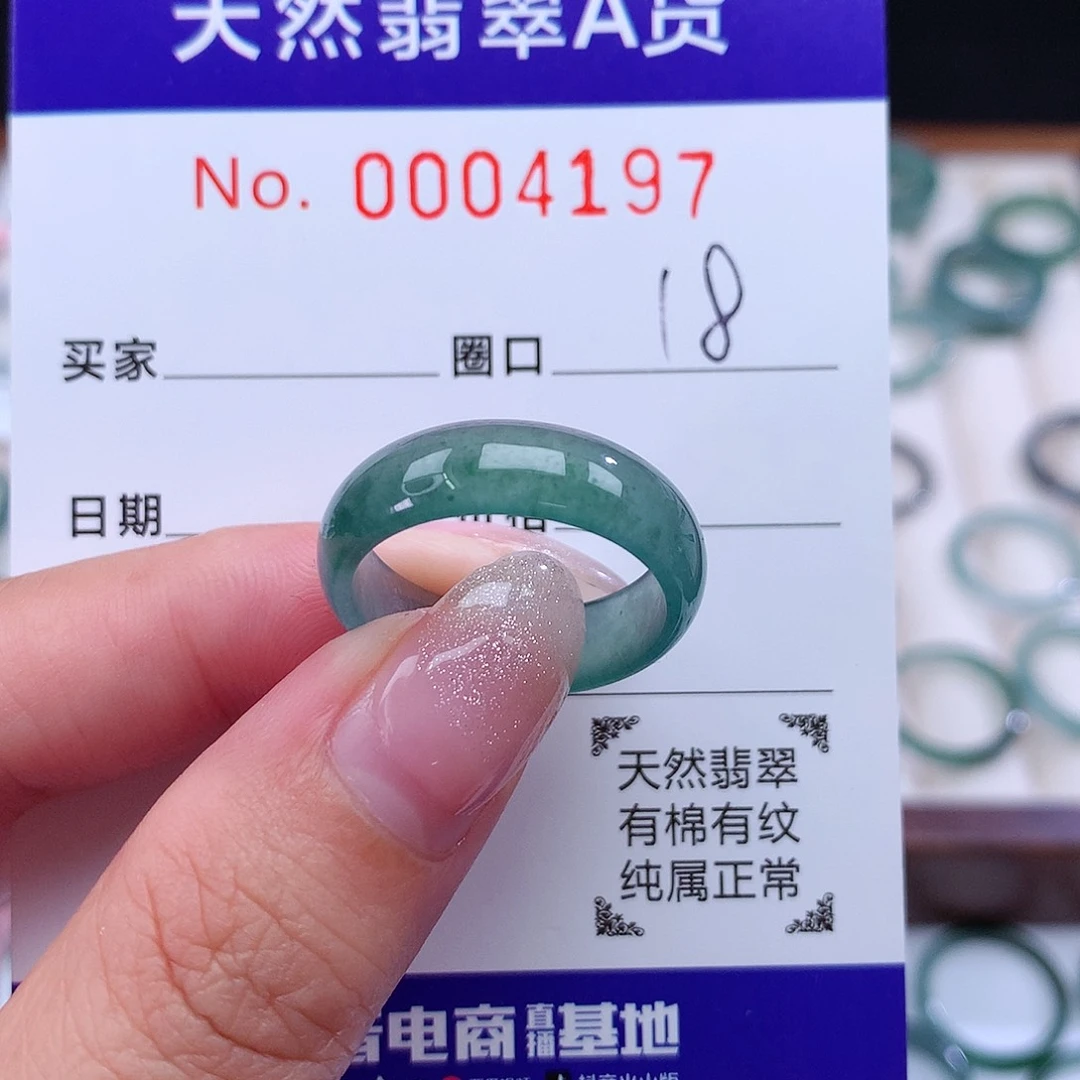 天然翡翠A货
No. 0004197
买家 圈口 18
日期
天然翡翠
有棉有纹
纯属正常
电商直播基地